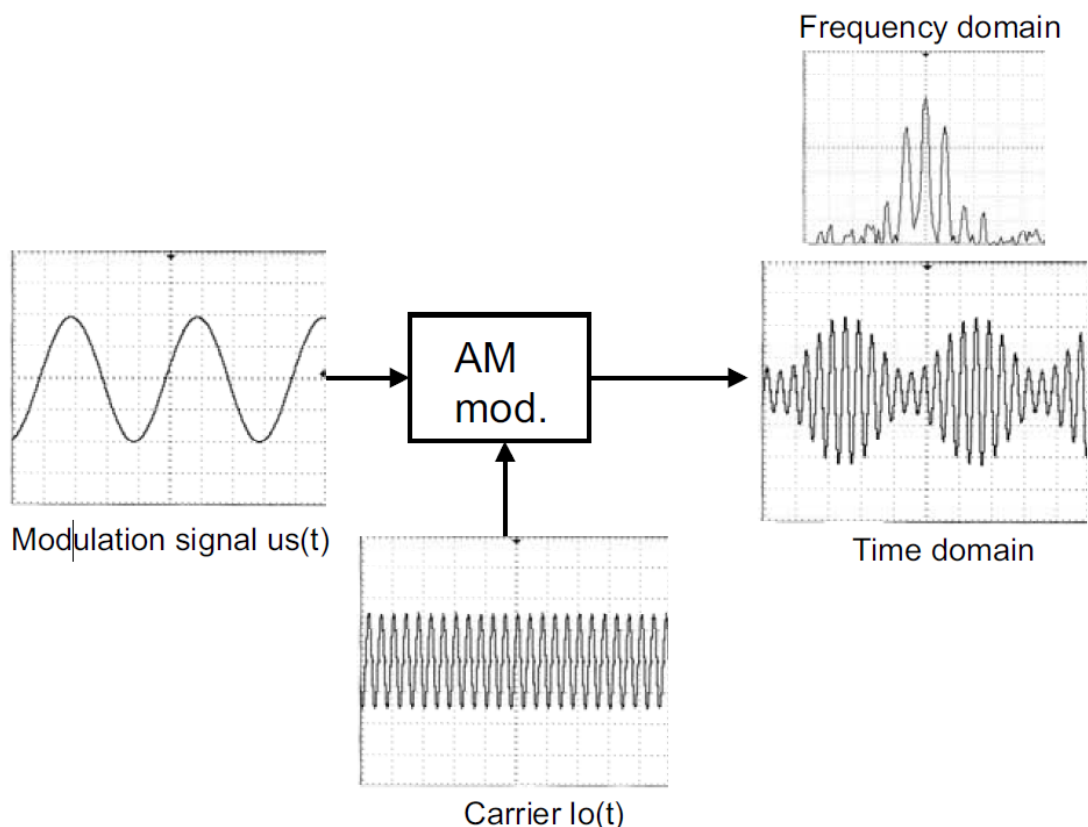 Frequency domain
AM
mod.
Modulation signal us(t)
Time domain
Carrier lo(t)